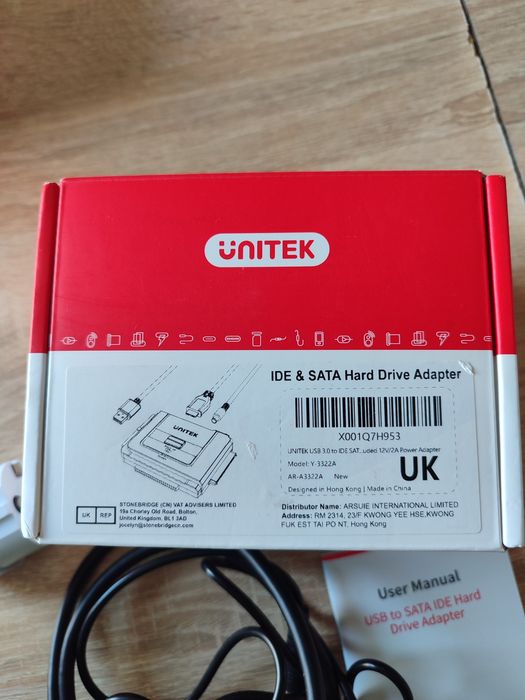 UNITEK
IDE & SATA Hard Drive Adapter
UNITEK
X001Q7H953
UNITEK USB 3.0 to IDE SAT...uded 12V/2A Power Adapter
Model: Y-3322A
AR-A3322A New
UK
Designed in Hong Kong | Made in China
UK REP
STONEBRIDGE (CN) VAT ADVISERS LIMITED
19a Chorley Old Road, Bolton,
United Kingdom, BL1 3AD
jocelyn@stonebridgecn.com
Distributor Name: ARSUIE INTERNATIONAL LIMITED
Address: RM 2314, 23/F KWONG YEE HSE,KWONG
FUK EST TAI PO NT, Hong Kong
User Manual
USB to SATA IDE Hard
Drive Adapter